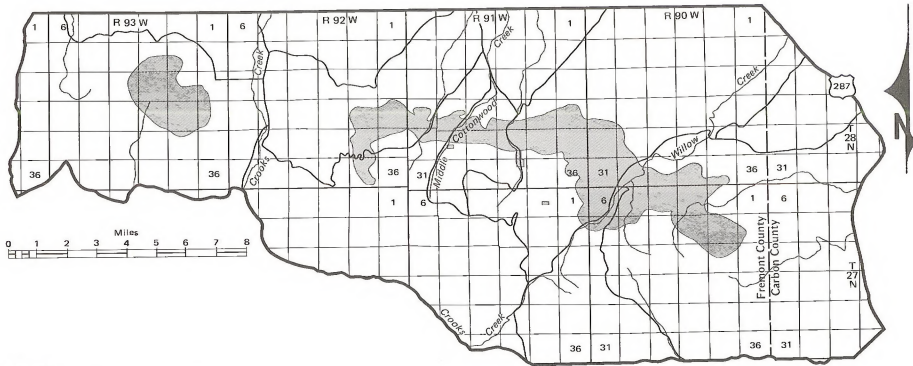 R 93 W
R 92 W
R 91 W
R 90 W
1 6
1 6
1
1
1
31
Creek
Creek
Creek
287
N
T
28
N
Middle Cottonwood
Willow
Crooks
36
36
36
31
36 31
36 31
1 6
1 6
1 6
Miles
0 1 2 3 4 5 6 7 8
Fremont County
Carbon County
T
27
N
Crooks
Creek
36 31
36 31